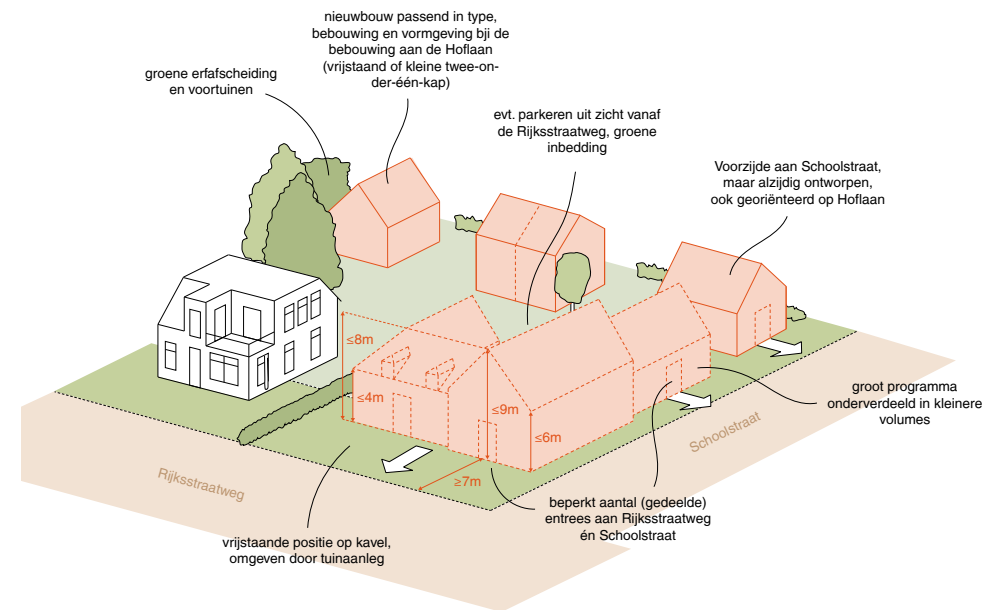 nieuwbouw passend in type,
bebouwing en vormgeving bji de
bebouwing aan de Hoflaan
(vrijstaand of kleine twee-on-
der-één-kap)
groene erfafscheiding
en voortuinen
evt. parkeren uit zicht vanaf
de Rijksstraatweg, groene
inbedding
Voorzijde aan Schoolstraat,
maar alzijdig ontworpen,
ook georiënteerd op Hoflaan
≤8m
≤4m
≤9m
≤6m
≥7m
groot programma
onderverdeeld in kleinere
volumes
Schoolstraat
Rijksstraatweg
beperkt aantal (gedeelde)
entrees aan Rijksstraatweg
én Schoolstraat
vrijstaande positie op kavel,
omgeven door tuinaanleg